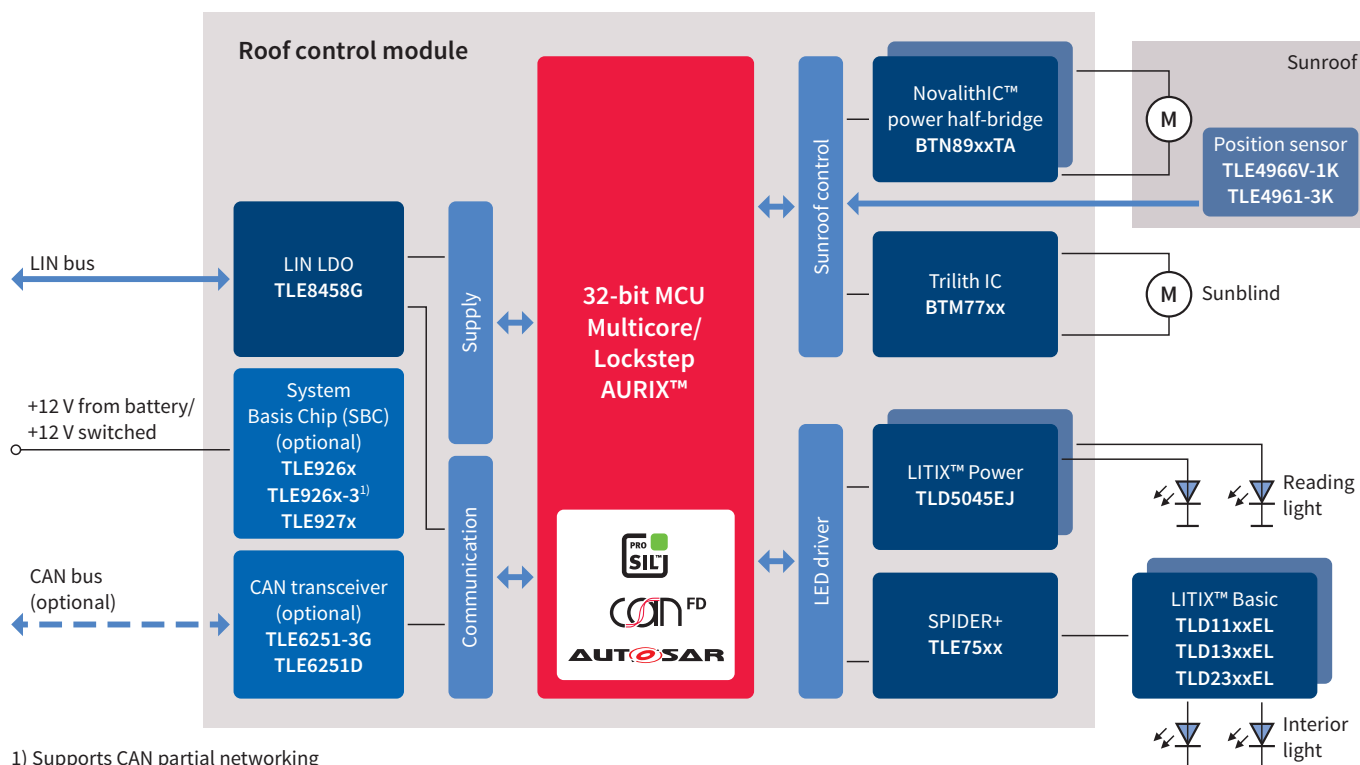 Roof control module
Sunroof
NovalithIC™
power half-bridge
BTN89xxTA
M
Position sensor
TLE4966V-1K
TLE4961-3K
LIN bus
LIN LDO
TLE8458G
Supply
32-bit MCU
Multicore/
Lockstep
AURIX™
Sunroof control
Trilith IC
BTM77xx
M
Sunblind
+12 V from battery/
+12 V switched
System
Basis Chip (SBC)
(optional)
TLE926x
TLE926x-3¹⁾
TLE927x
Communication
PRO
SIL™
CAN FD
AUTOSAR
LED driver
LITIX™ Power
TLD5045EJ
Reading
light
CAN bus
(optional)
CAN transceiver
(optional)
TLE6251-3G
TLE6251D
SPIDER+
TLE75xx
LITIX™ Basic
TLD11xxEL
TLD13xxEL
TLD23xxEL
Interior
light
1) Supports CAN partial networking